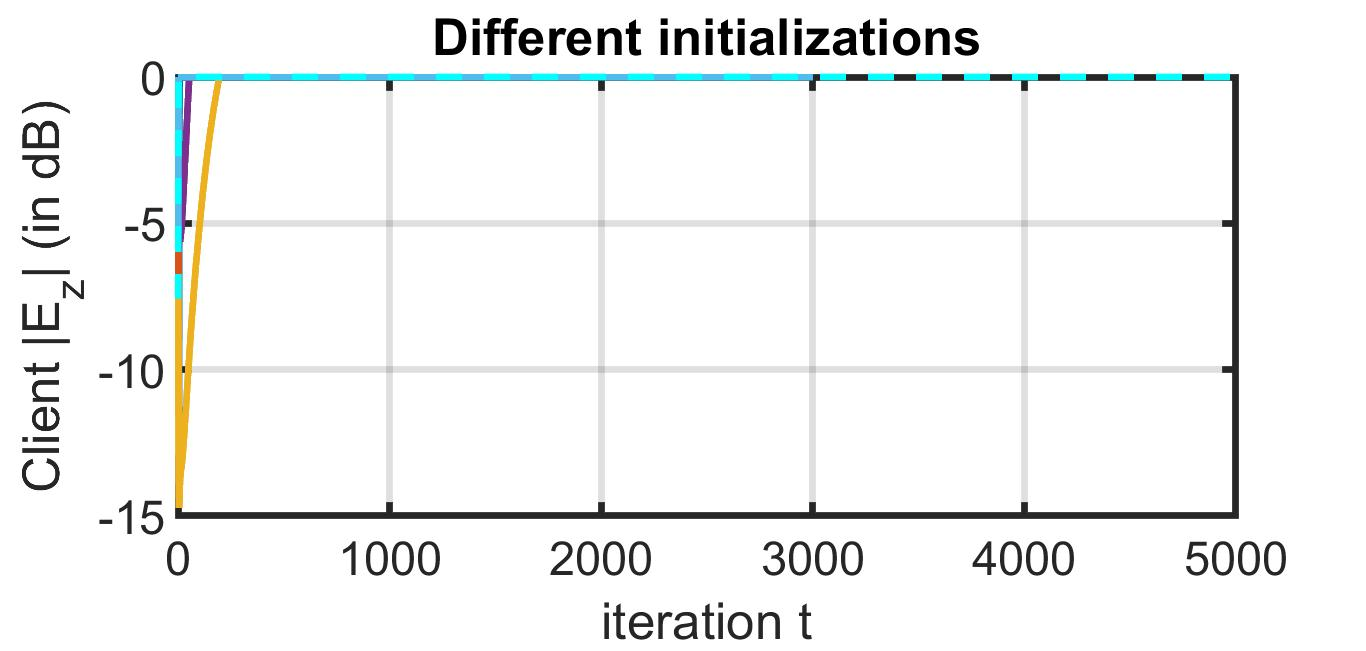 Different initializations
Client |E_z| (in dB)
0
-5
-10
-15
0 1000 2000 3000 4000 5000
iteration t